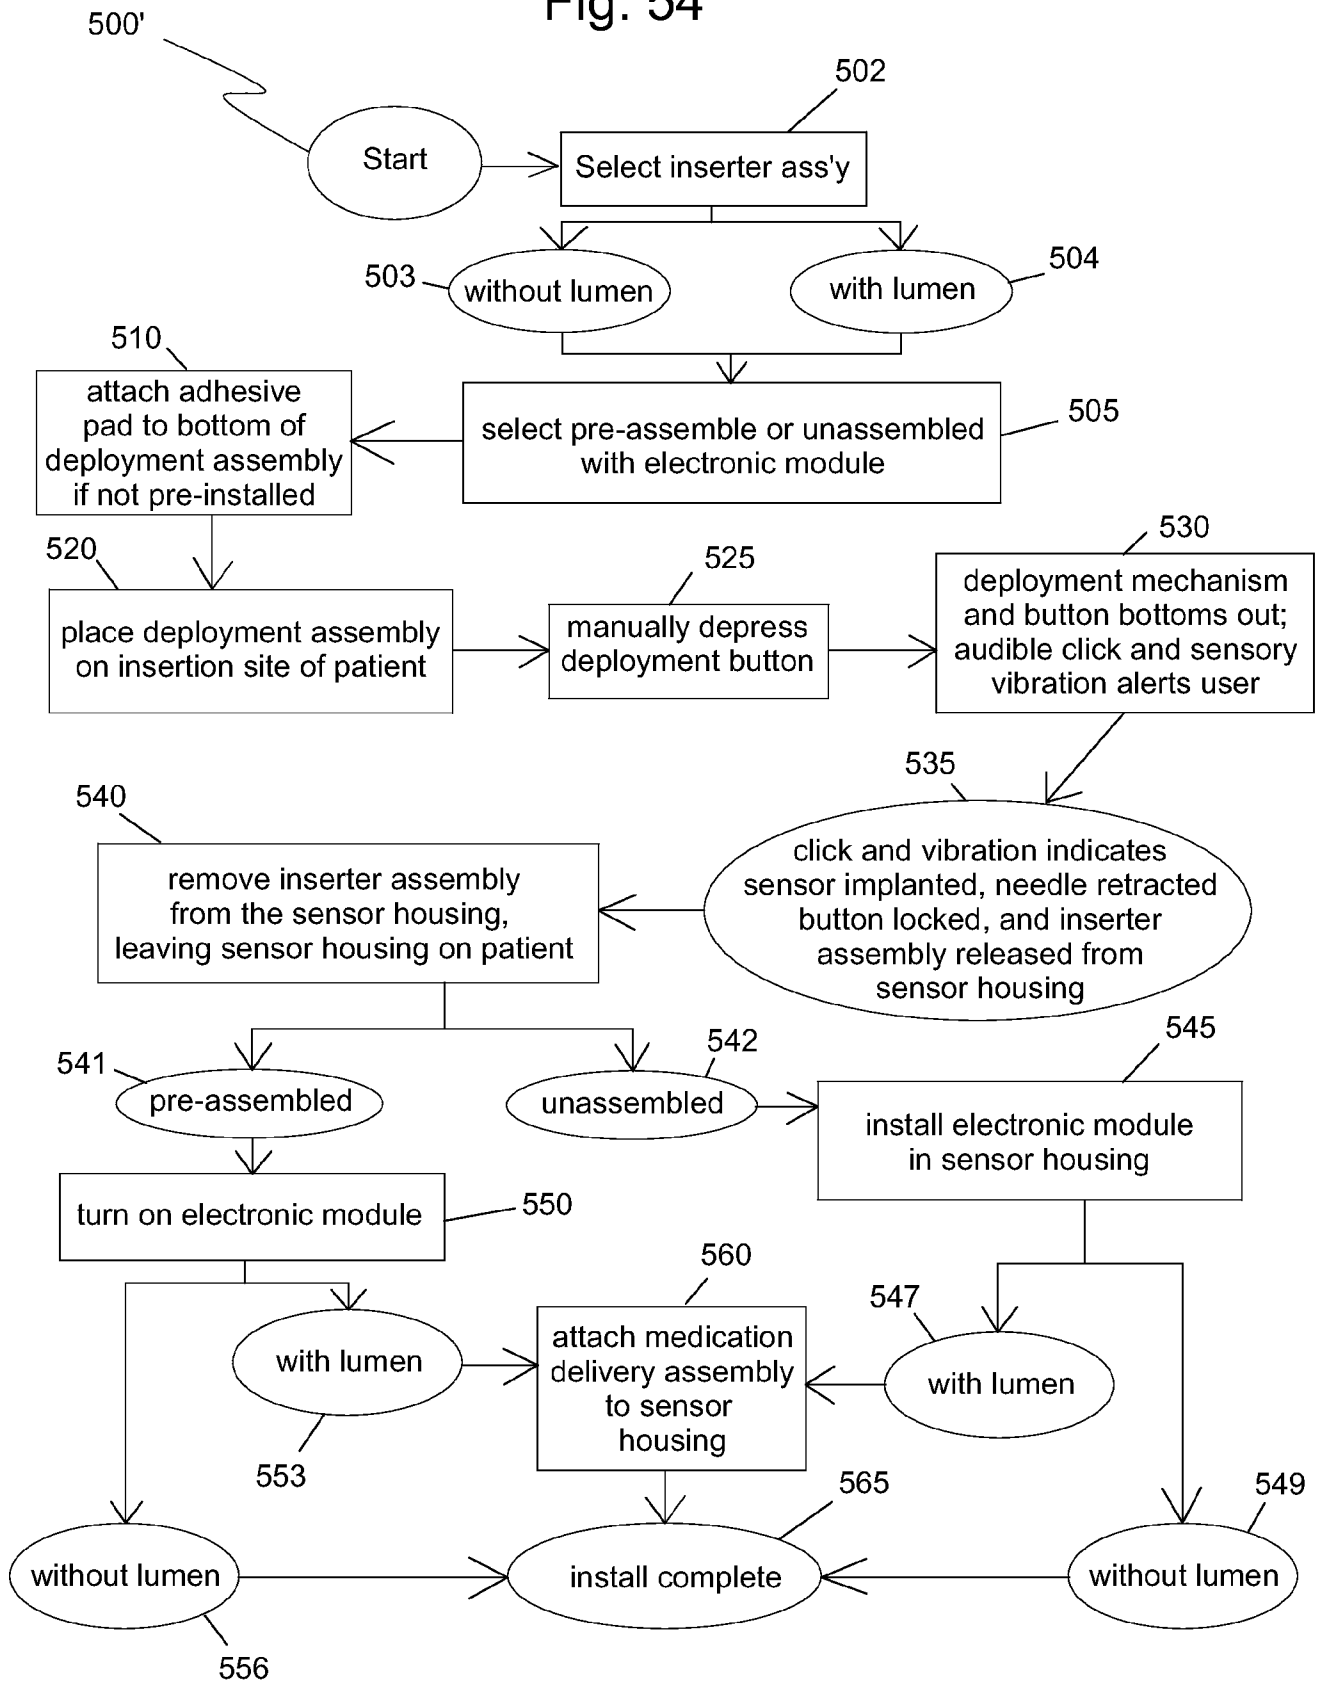 Fig. 54
500'
502
Start
Select inserter ass'y
503
without lumen
with lumen
504
510
attach adhesive
pad to bottom of
deployment assembly
if not pre-installed
select pre-assemble or unassembled
with electronic module
505
520
place deployment assembly
on insertion site of patient
525
manually depress
deployment button
530
deployment mechanism
and button bottoms out;
audible click and sensory
vibration alerts user
535
click and vibration indicates
sensor implanted, needle retracted
button locked, and inserter
assembly released from
sensor housing
540
remove inserter assembly
from the sensor housing,
leaving sensor housing on patient
541
pre-assembled
542
unassembled
545
install electronic module
in sensor housing
turn on electronic module
550
560
attach medication
delivery assembly
to sensor
housing
with lumen
553
547
with lumen
565
549
without lumen
install complete
without lumen
556